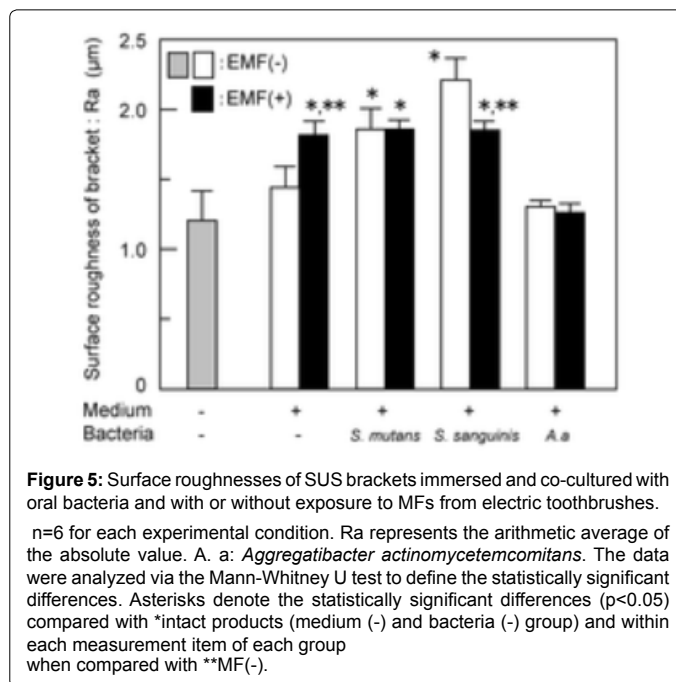 2.5
: EMF(-)
: EMF(+)
*
*,**
*
*
*,**
2.0
1.0
0
Surface roughness of bracket : Ra (μm)
Medium - + + + +
Bacteria - - S. mutans S. sanguinis A.a
Figure 5: Surface roughnesses of SUS brackets immersed and co-cultured with
oral bacteria and with or without exposure to MFs from electric toothbrushes.
n=6 for each experimental condition. Ra represents the arithmetic average of
the absolute value. A. a: Aggregatibacter actinomycetemcomitans. The data
were analyzed via the Mann-Whitney U test to define the statistically significant
differences. Asterisks denote the statistically significant differences (p<0.05)
compared with *intact products (medium (-) and bacteria (-) group) and within
each measurement item of each group
when compared with **MF(-).